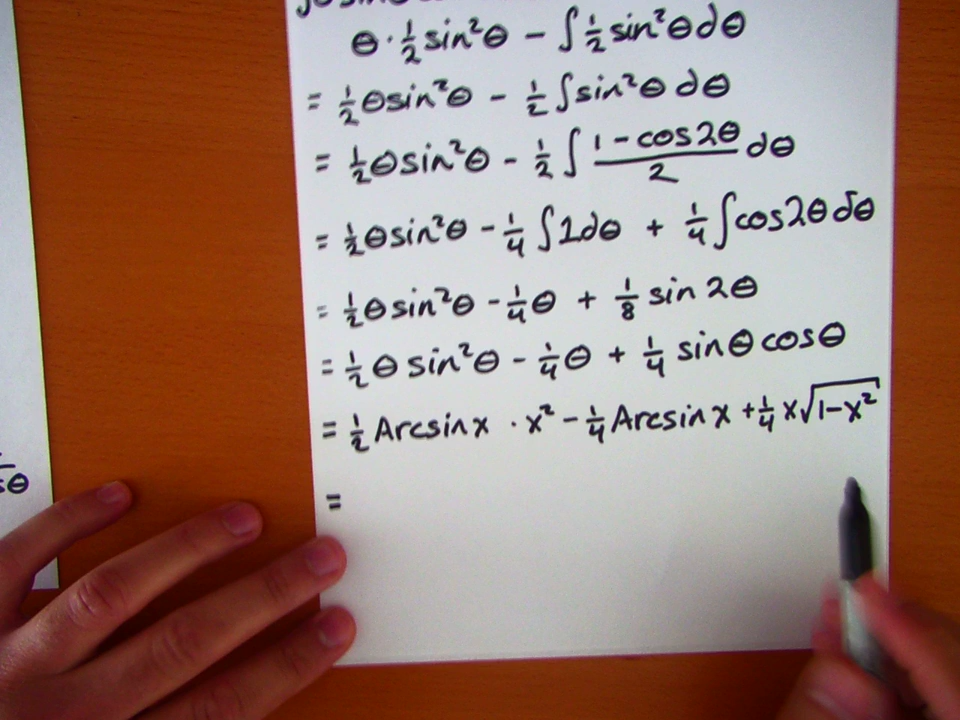 θ · 1/2 sin²θ − ∫ 1/2 sin²θ dθ
= 1/2 θ sin²θ − 1/2 ∫ sin²θ dθ
= 1/2 θ sin²θ − 1/2 ∫ (1 − cos 2θ)/2 dθ
= 1/2 θ sin²θ − 1/4 ∫ 1 dθ + 1/4 ∫ cos 2θ dθ
= 1/2 θ sin²θ − 1/4 θ + 1/8 sin 2θ
= 1/2 θ sin²θ − 1/4 θ + 1/4 sin θ cos θ
= 1/2 Arcsin x · x² − 1/4 Arcsin x + 1/4 x√(1−x²)
=